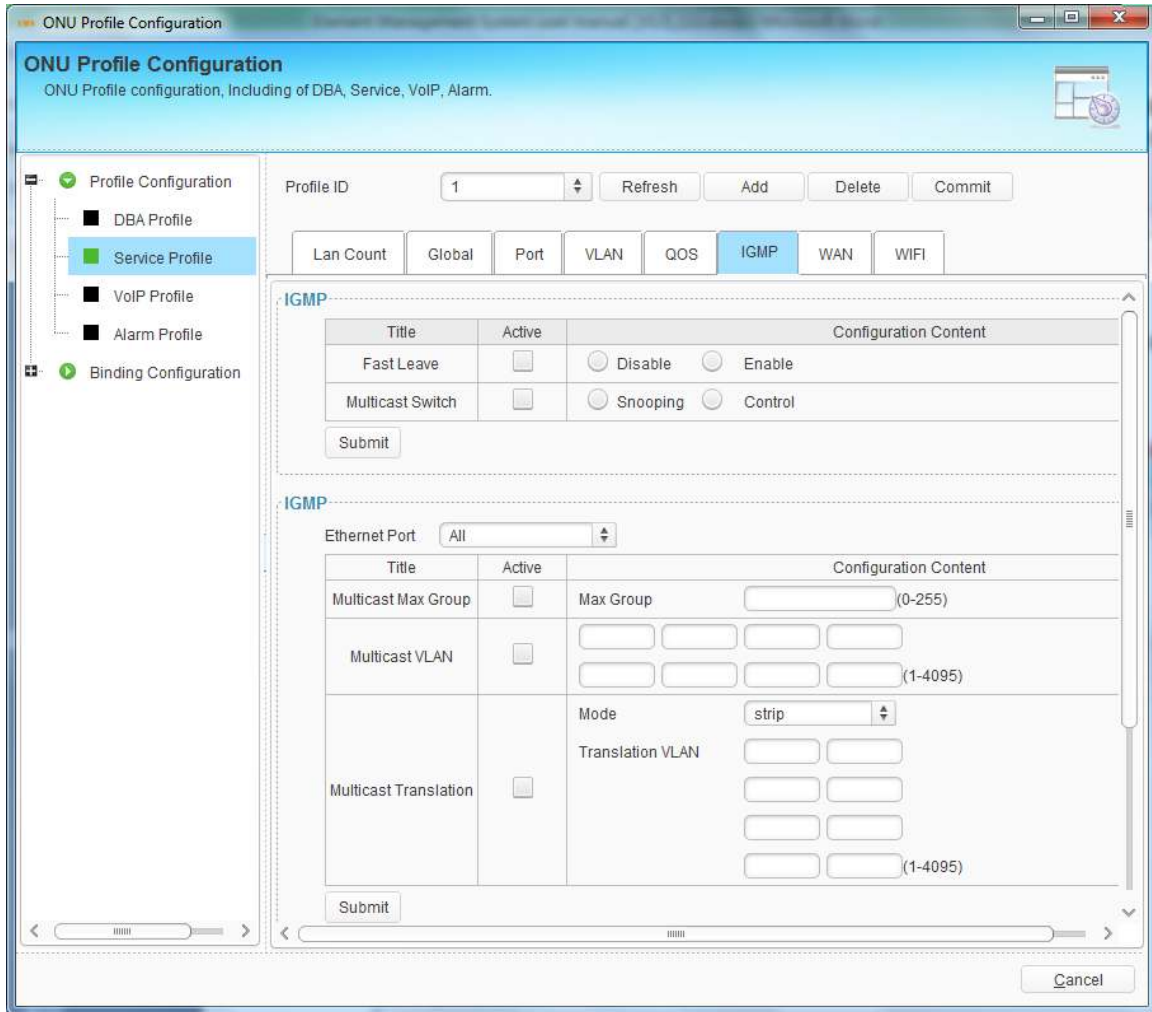 ONU Profile Configuration
ONU Profile Configuration
ONU Profile configuration, Including of DBA, Service, VoIP, Alarm.
Profile Configuration
DBA Profile
Service Profile
VoIP Profile
Alarm Profile
Binding Configuration
Profile ID 1 Refresh Add Delete Commit
Lan Count Global Port VLAN QOS IGMP WAN WIFI
IGMP
Title Active Configuration Content
Fast Leave Disable Enable
Multicast Switch Snooping Control
Submit
IGMP
Ethernet Port All
Title Active Configuration Content
Multicast Max Group Max Group (0-255)
Multicast VLAN (1-4095)
Multicast Translation Mode strip
Translation VLAN
(1-4095)
Submit
Cancel